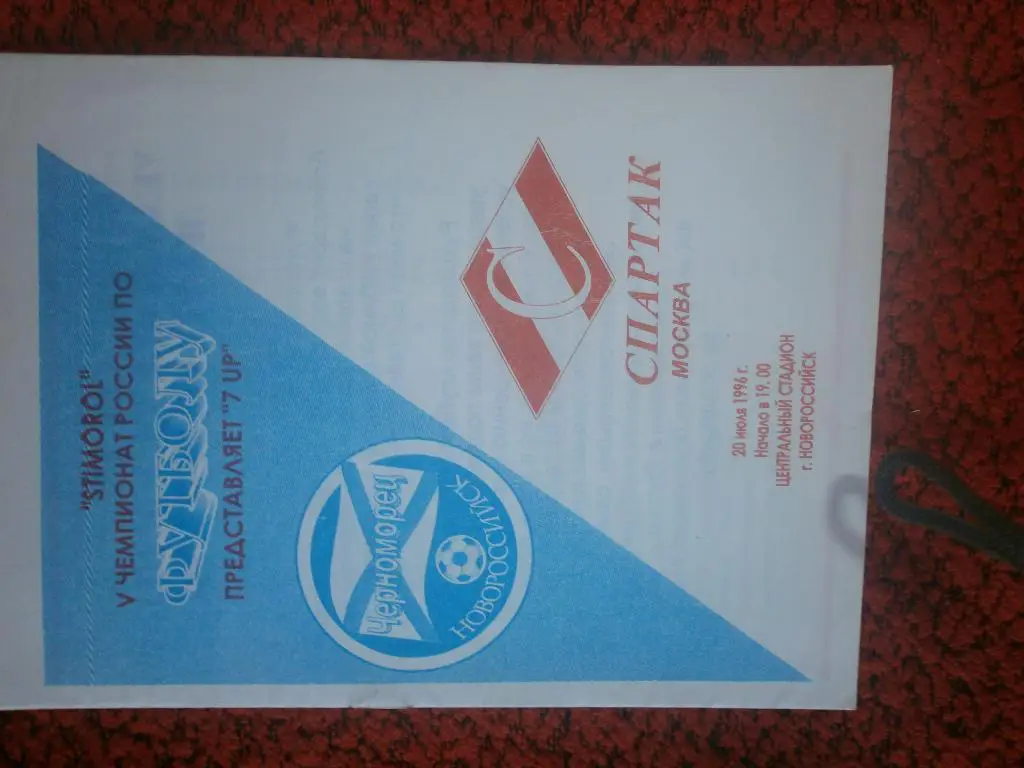 "STIMOROL"
V ЧЕМПИОНАТ РОССИИ ПО
ФУТБОЛУ
ПРЕДСТАВЛЯЕТ "7 UP"
Черноморец
НОВОРОССИЙСК
С
СПАРТАК
МОСКВА
20 июля 1996 г.
Начало в 19. 00
ЦЕНТРАЛЬНЫЙ СТАДИОН
г. НОВОРОССИЙСК